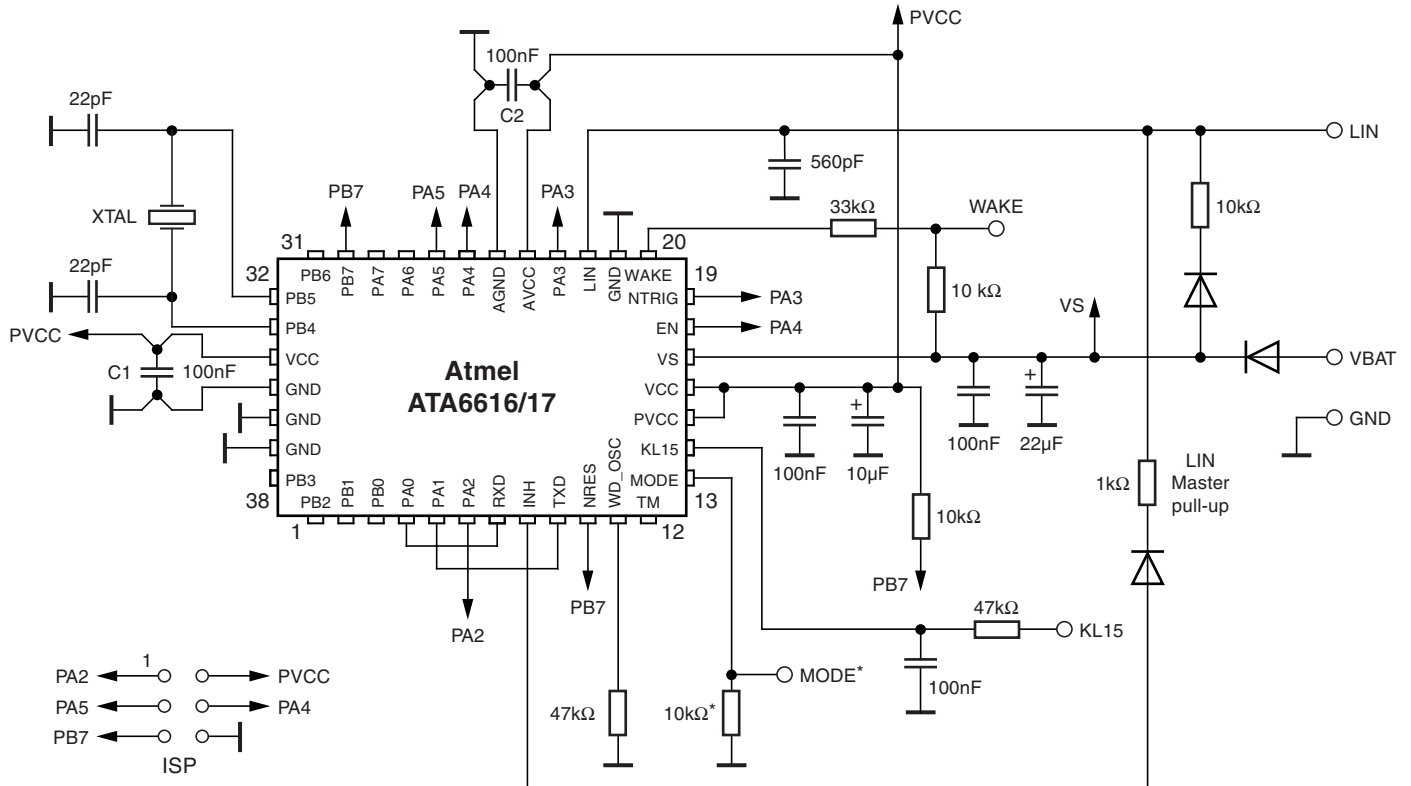 PVCC
100nF
C2
22pF
LIN
560pF
PB7
PA5
PA4
PA3
33kΩ
WAKE
10kΩ
XTAL
31
20
32
PB6
PB7
PA7
PA6
PA5
PA4
AGND
AVCC
PA3
LIN
GND
WAKE
19
22pF
PB5
NTRIG
PA3
10 kΩ
VS
PB4
EN
PA4
PVCC
VCC
VS
VBAT
C1
100nF
Atmel
ATA6616/17
GND
VCC
GND
PVCC
GND
+
+
GND
KL15
100nF
10µF
100nF
22µF
PB3
MODE
38
PB2
PB1
PB0
PA0
PA1
PA2
RXD
INH
TXD
NRES
WD_OSC
TM
13
1
12
10kΩ
1kΩ
LIN
Master
pull-up
PB7
PB7
PA2
47kΩ
KL15
1
PA2
PVCC
MODE*
100nF
PA5
PA4
47kΩ
10kΩ*
PB7
ISP